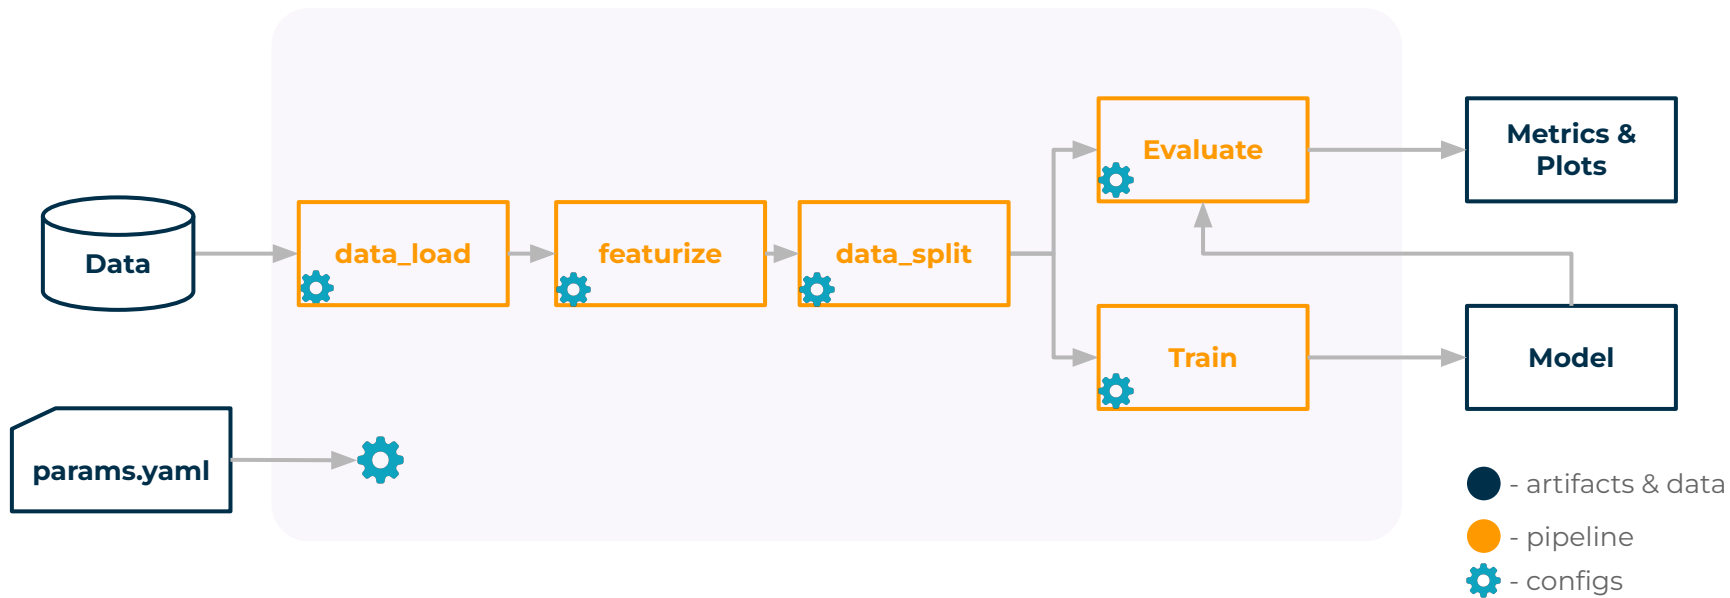 Data
params.yaml
data_load
featurize
data_split
Evaluate
Train
Metrics &
Plots
Model
- artifacts & data
- pipeline
- configs